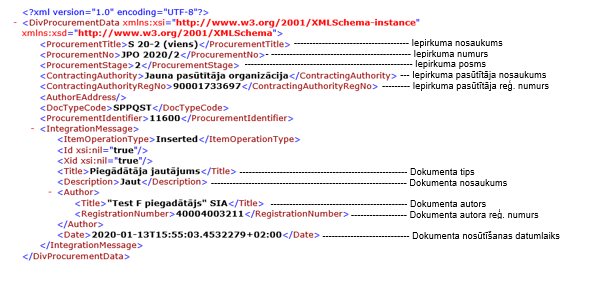 <?xml version="1.0" encoding="UTF-8"?>
- <DivProcurementData xmlns:xsi="http://www.w3.org/2001/XMLSchema-instance"
xmlns:xsd="http://www.w3.org/2001/XMLSchema">
<ProcurementTitle>S 20-2 (viens)</ProcurementTitle> ------------------------------------ Iepirkuma nosaukums
<ProcurementNo>JPO 2020/2</ProcurementNo>- ------------------------------------ Iepirkuma numurs
<ProcurementStage>2</ProcurementStage> ------------------------------------ Iepirkuma posms
<ContractingAuthority>Jauna pasūtītāja organizācija</ContractingAuthority> --- Iepirkuma pasūtītāja nosaukums
<ContractingAuthorityRegNo>90001733697</ContractingAuthorityRegNo> --------- Iepirkuma pasūtītāja reģ. numurs
<AuthorEAddress/>
<DocTypeCode>SPPQST</DocTypeCode>
<ProcurementIdentifier>11600</ProcurementIdentifier>
- <IntegrationMessage>
<ItemOperationType>Inserted</ItemOperationType>
<Id xsi:nil="true"/>
<Xid xsi:nil="true"/>
<Title>Piegādātāja jautājums</Title> ------------------------------------ Dokumenta tips
<Description>Jaut</Description> ------------------------------------ Dokumenta nosaukums
- <Author>
<Title>"Test F piegadātājs" SIA</Title> ------------------------------------ Dokumenta autors
<RegistrationNumber>40004003211</RegistrationNumber> ------------------ Dokumenta autora reģ. numurs
</Author>
<Date>2020-01-13T15:55:03.4532279+02:00</Date> --------------------------- Dokumenta nosūtīšanas datumlaiks
</IntegrationMessage>
</DivProcurementData>